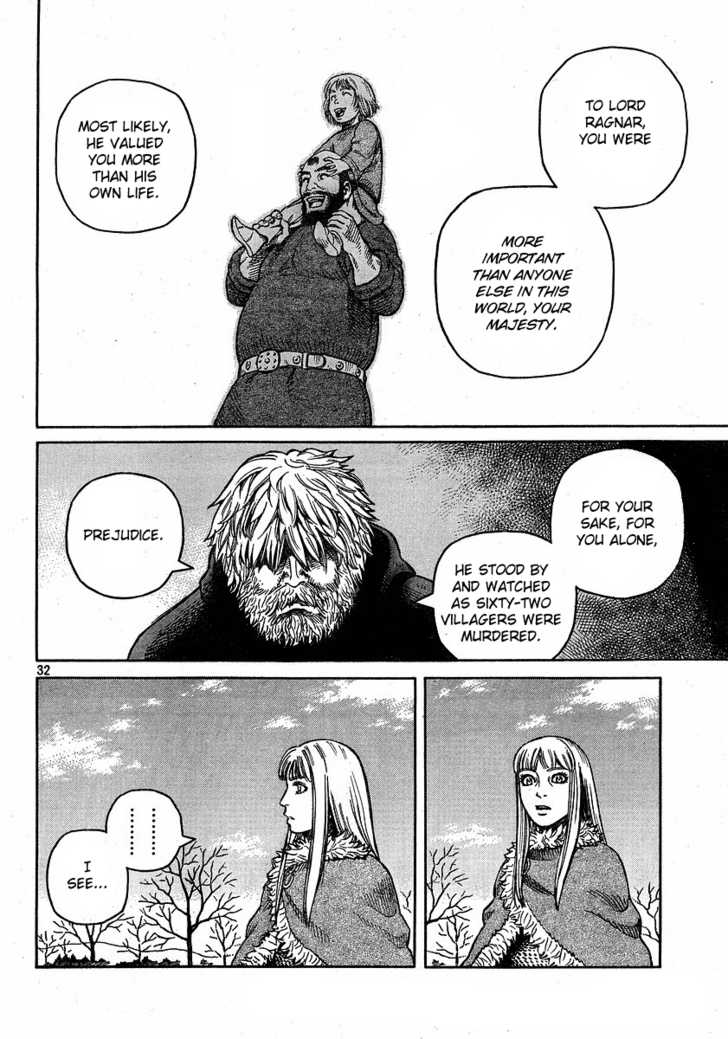 TO LORD
RAGNAR,
YOU WERE
MORE
IMPORTANT
THAN ANYONE
ELSE IN THIS
WORLD, YOUR
MAJESTY.
MOST LIKELY,
HE VALUED
YOU MORE
THAN HIS
OWN LIFE.
FOR YOUR
SAKE, FOR
YOU ALONE,
HE STOOD BY
AND WATCHED
AS SIXTY-TWO
VILLAGERS WERE
MURDERED.
PREJUDICE.
32
I
SEE...